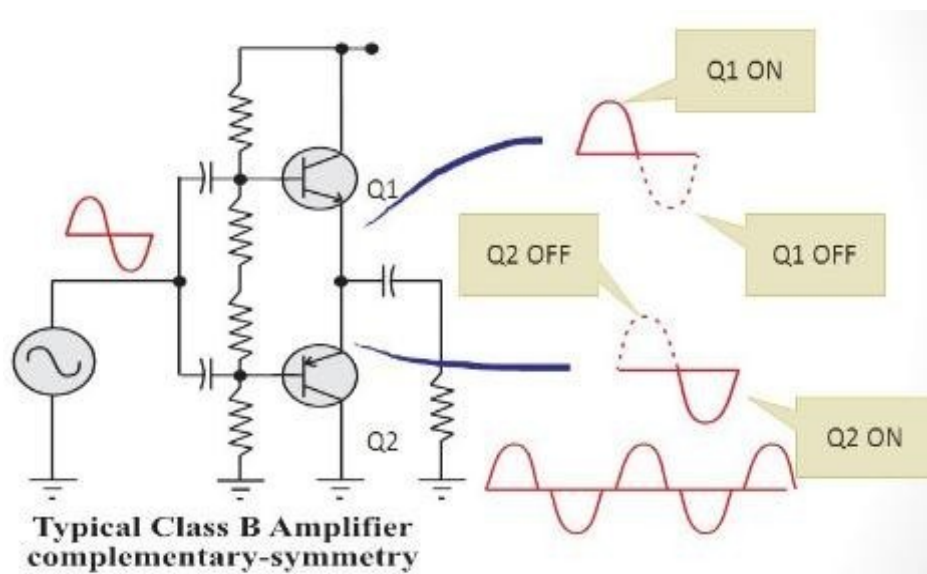 Q1 ON
Q1
Q2 OFF
Q1 OFF
Q2
Q2 ON
Typical Class B Amplifier
complementary-symmetry